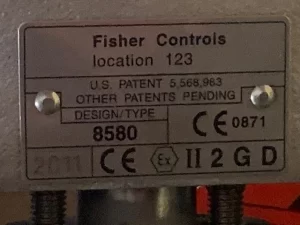 Fisher Controls
location 123
U.S. PATENT 5,568,963
OTHER PATENTS PENDING
DESIGN/TYPE
8580
CE 0871
2011 CE Ex II 2 G D